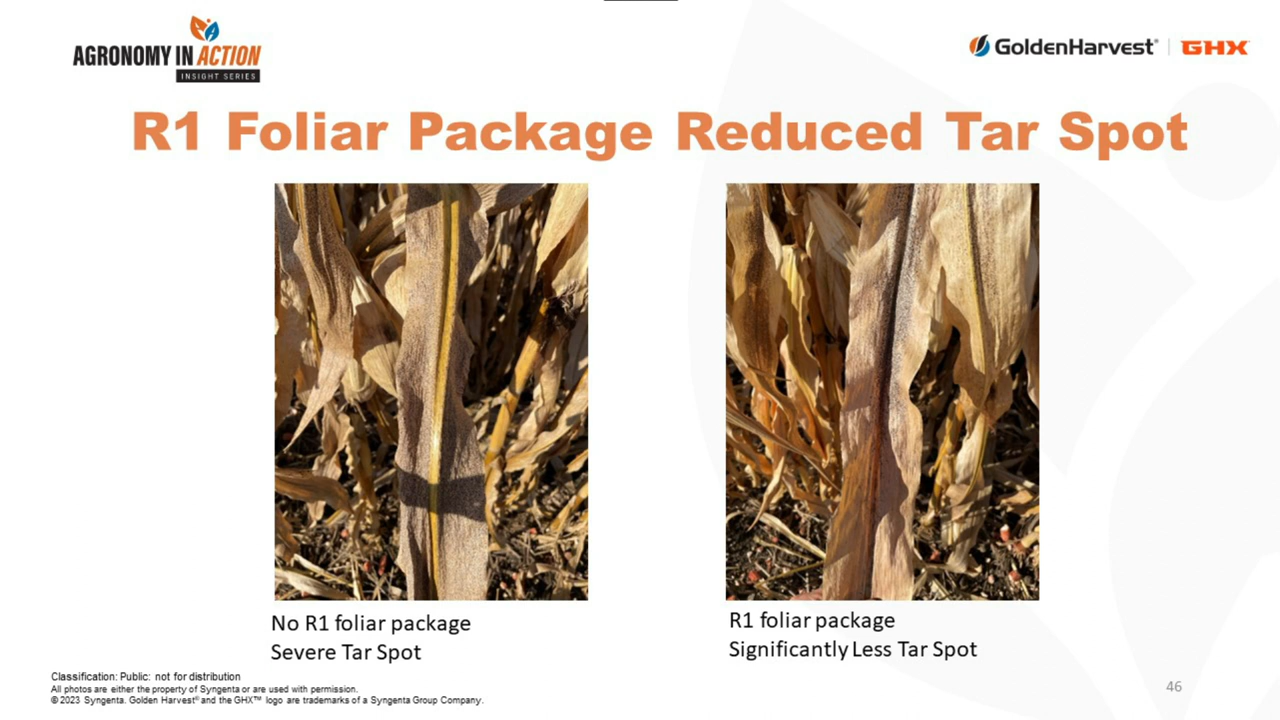 AGRONOMY IN ACTION
INSIGHT SERIES
GoldenHarvest® | GHX™
R1 Foliar Package Reduced Tar Spot
No R1 foliar package
Severe Tar Spot
R1 foliar package
Significantly Less Tar Spot
Classification: Public: not for distribution
All photos are either the property of Syngenta or are used with permission.
© 2023 Syngenta. Golden Harvest® and the GHX™ logo are trademarks of a Syngenta Group Company.
46